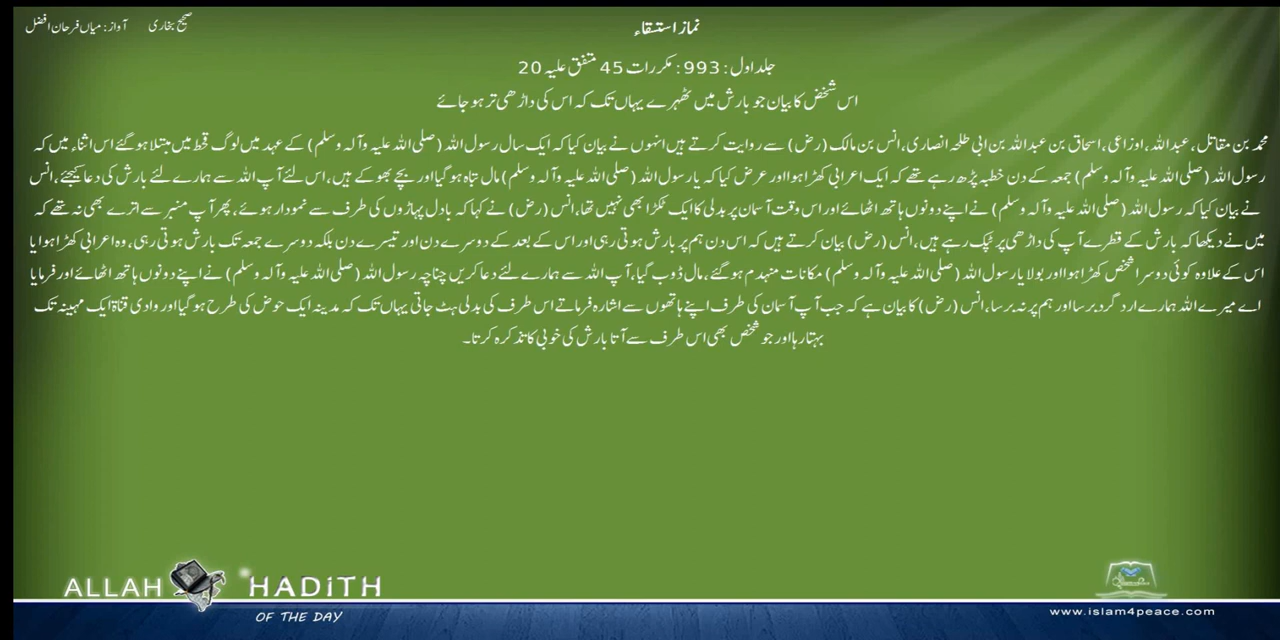 صحیح بخاری
آواز: میاں فرحان افضل
نماز استسقاء
جلد اول: 993: مکررات 45 متفق علیہ 20
اس شخص کا بیان جو بارش میں ٹھہرے یہاں تک کہ اس کی داڑھی تر ہو جائے
محمد بن مقاتل، عبداللہ، اوزاعی، اسحاق بن عبداللہ بن ابی طلحہ انصاری، انس بن مالک (رض) سے روایت کرتے ہیں انہوں نے بیان کیا کہ ایک سال رسول اللہ (صلی اللہ علیہ وآلہ وسلم) کے عہد میں لوگ قحط میں مبتلا ہو گئے اس اثناء میں کہ
رسول اللہ (صلی اللہ علیہ وآلہ وسلم) جمعہ کے دن خطبہ پڑھ رہے تھے کہ ایک اعرابی کھڑا ہوا اور عرض کیا کہ یا رسول اللہ (صلی اللہ علیہ وآلہ وسلم) مال تباہ ہو گیا اور بچے بھوکے ہیں، اس لئے آپ اللہ سے ہمارے لئے بارش کی دعا کیجئے، انس
نے بیان کیا کہ رسول اللہ (صلی اللہ علیہ وآلہ وسلم) نے اپنے دونوں ہاتھ اٹھائے اور اس وقت آسمان پر بدلی کا ایک ٹکڑا بھی نہیں تھا، انس (رض) نے کہا کہ بادل پہاڑوں کی طرف سے نمودار ہوئے، پھر آپ منبر سے اترے بھی نہ تھے کہ
میں نے دیکھا کہ بارش کے قطرے آپ کی داڑھی پر ٹپک رہے ہیں، انس (رض) بیان کرتے ہیں کہ اس دن ہم پر بارش ہوتی رہی اور اس کے بعد کے دوسرے دن اور تیسرے دن بلکہ دوسرے جمعہ تک بارش ہوتی رہی، وہ اعرابی کھڑا ہوا یا
اس کے علاوہ کوئی دوسرا شخص کھڑا ہوا اور بولا یا رسول اللہ (صلی اللہ علیہ وآلہ وسلم) مکانات منہدم ہو گئے، مال ڈوب گیا، آپ اللہ سے ہمارے لئے دعا کریں چناچہ رسول اللہ (صلی اللہ علیہ وآلہ وسلم) نے اپنے دونوں ہاتھ اٹھائے اور فرمایا
اے میرے اللہ ہمارے ارد گرد برسا اور ہم پر نہ برسا، انس (رض) کا بیان ہے کہ جب آپ آسمان کی طرف اپنے ہاتھوں سے اشارہ فرماتے اس طرف کی بدلی ہٹ جاتی یہاں تک کہ مدینہ ایک حوض کی طرح ہو گیا اور وادی قناۃ ایک مہینہ تک
بہتا رہا اور جو شخص بھی اس طرف سے آتا بارش کی خوبی کا تذکرہ کرتا۔
ALLAH HADITH
OF THE DAY
www.islam4peace.com